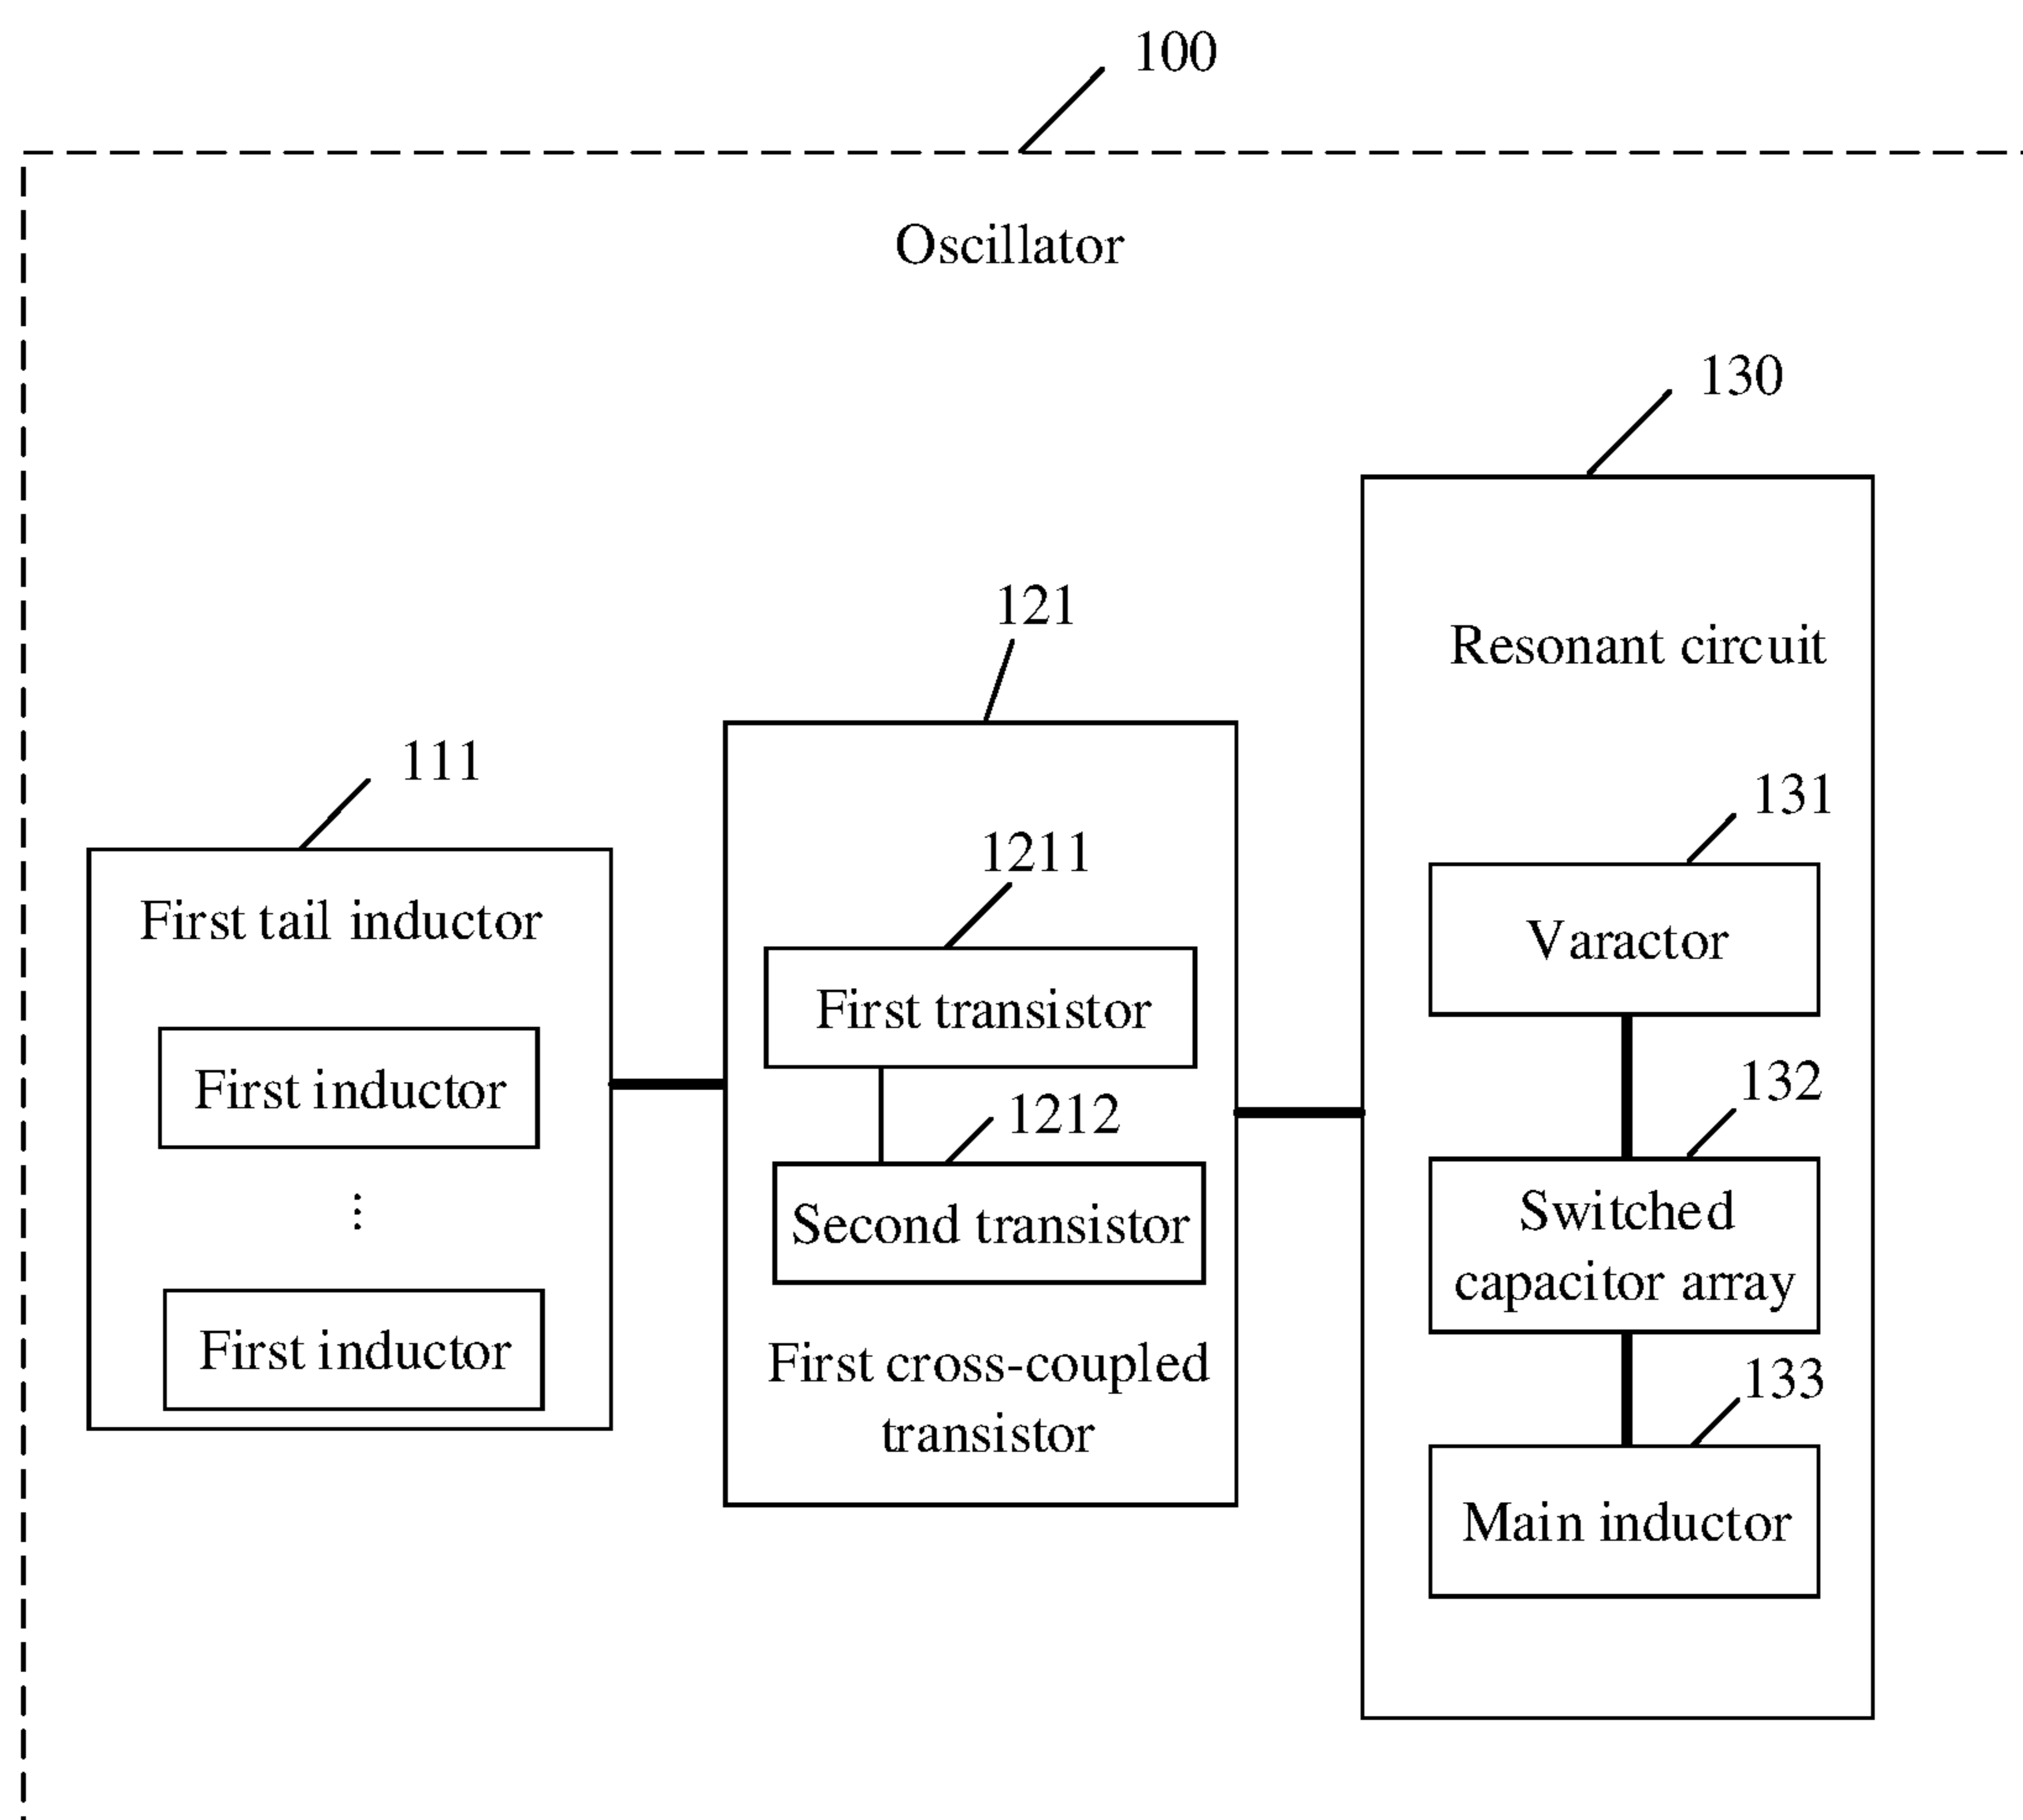 100
Oscillator
130
Resonant circuit
121
111
131
1211
First tail inductor
Varactor
First transistor
First inductor
132
1212
⋮
Switched
capacitor array
Second transistor
First inductor
First cross-coupled
transistor
133
Main inductor